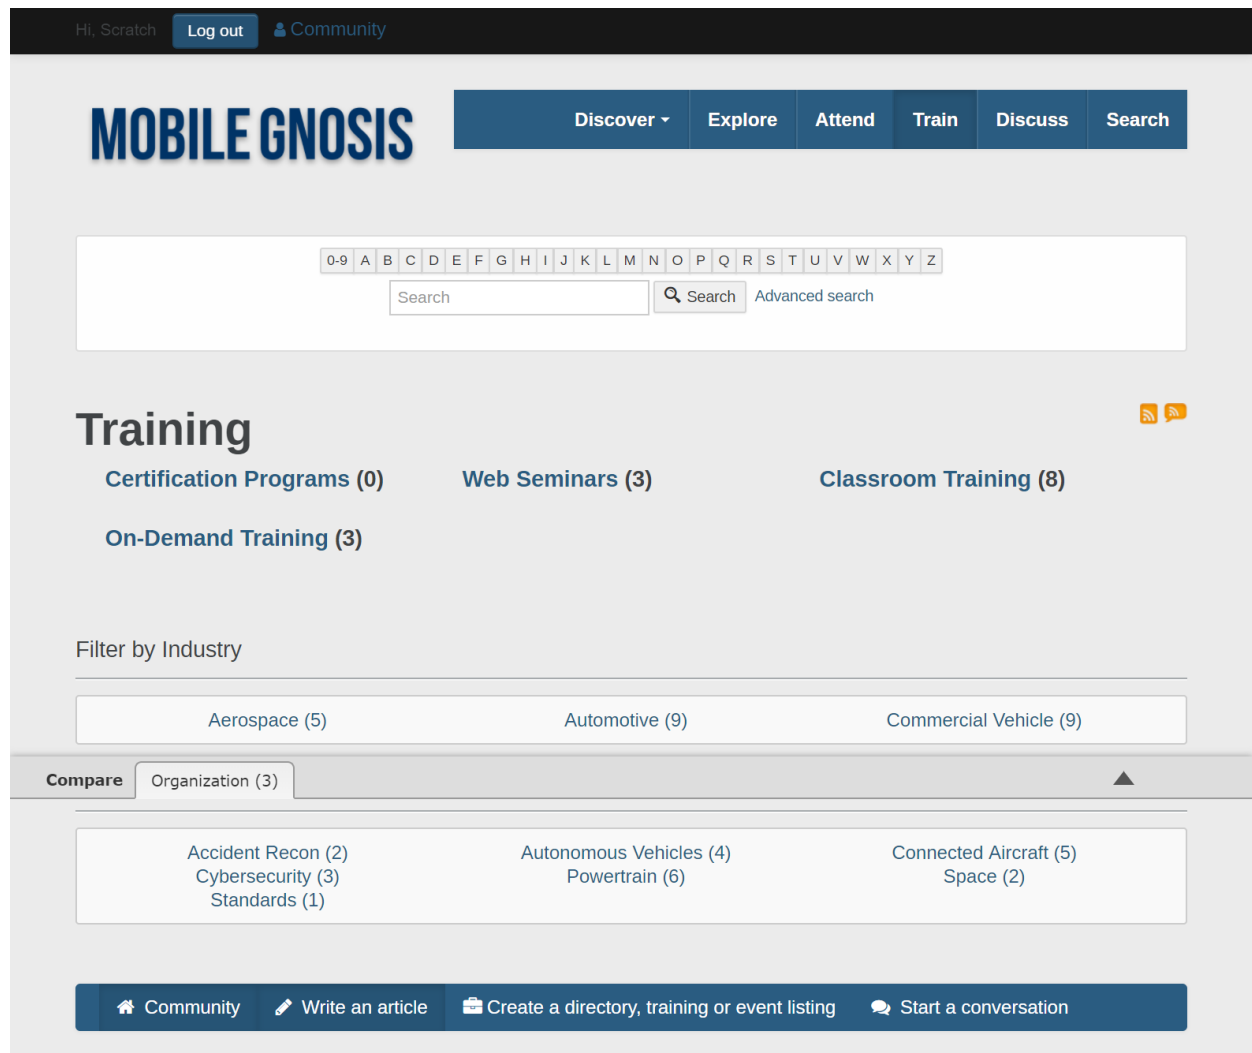 Hi, Scratch Log out Community
MOBILE GNOSIS
Discover Explore Attend Train Discuss Search
0-9 A B C D E F G H I J K L M N O P Q R S T U V W X Y Z
Search Search Advanced search
Training
Certification Programs (0) Web Seminars (3) Classroom Training (8)
On-Demand Training (3)
Filter by Industry
Aerospace (5) Automotive (9) Commercial Vehicle (9)
Compare Organization (3)
Accident Recon (2) Autonomous Vehicles (4) Connected Aircraft (5)
Cybersecurity (3) Powertrain (6) Space (2)
Standards (1)
Community Write an article Create a directory, training or event listing Start a conversation